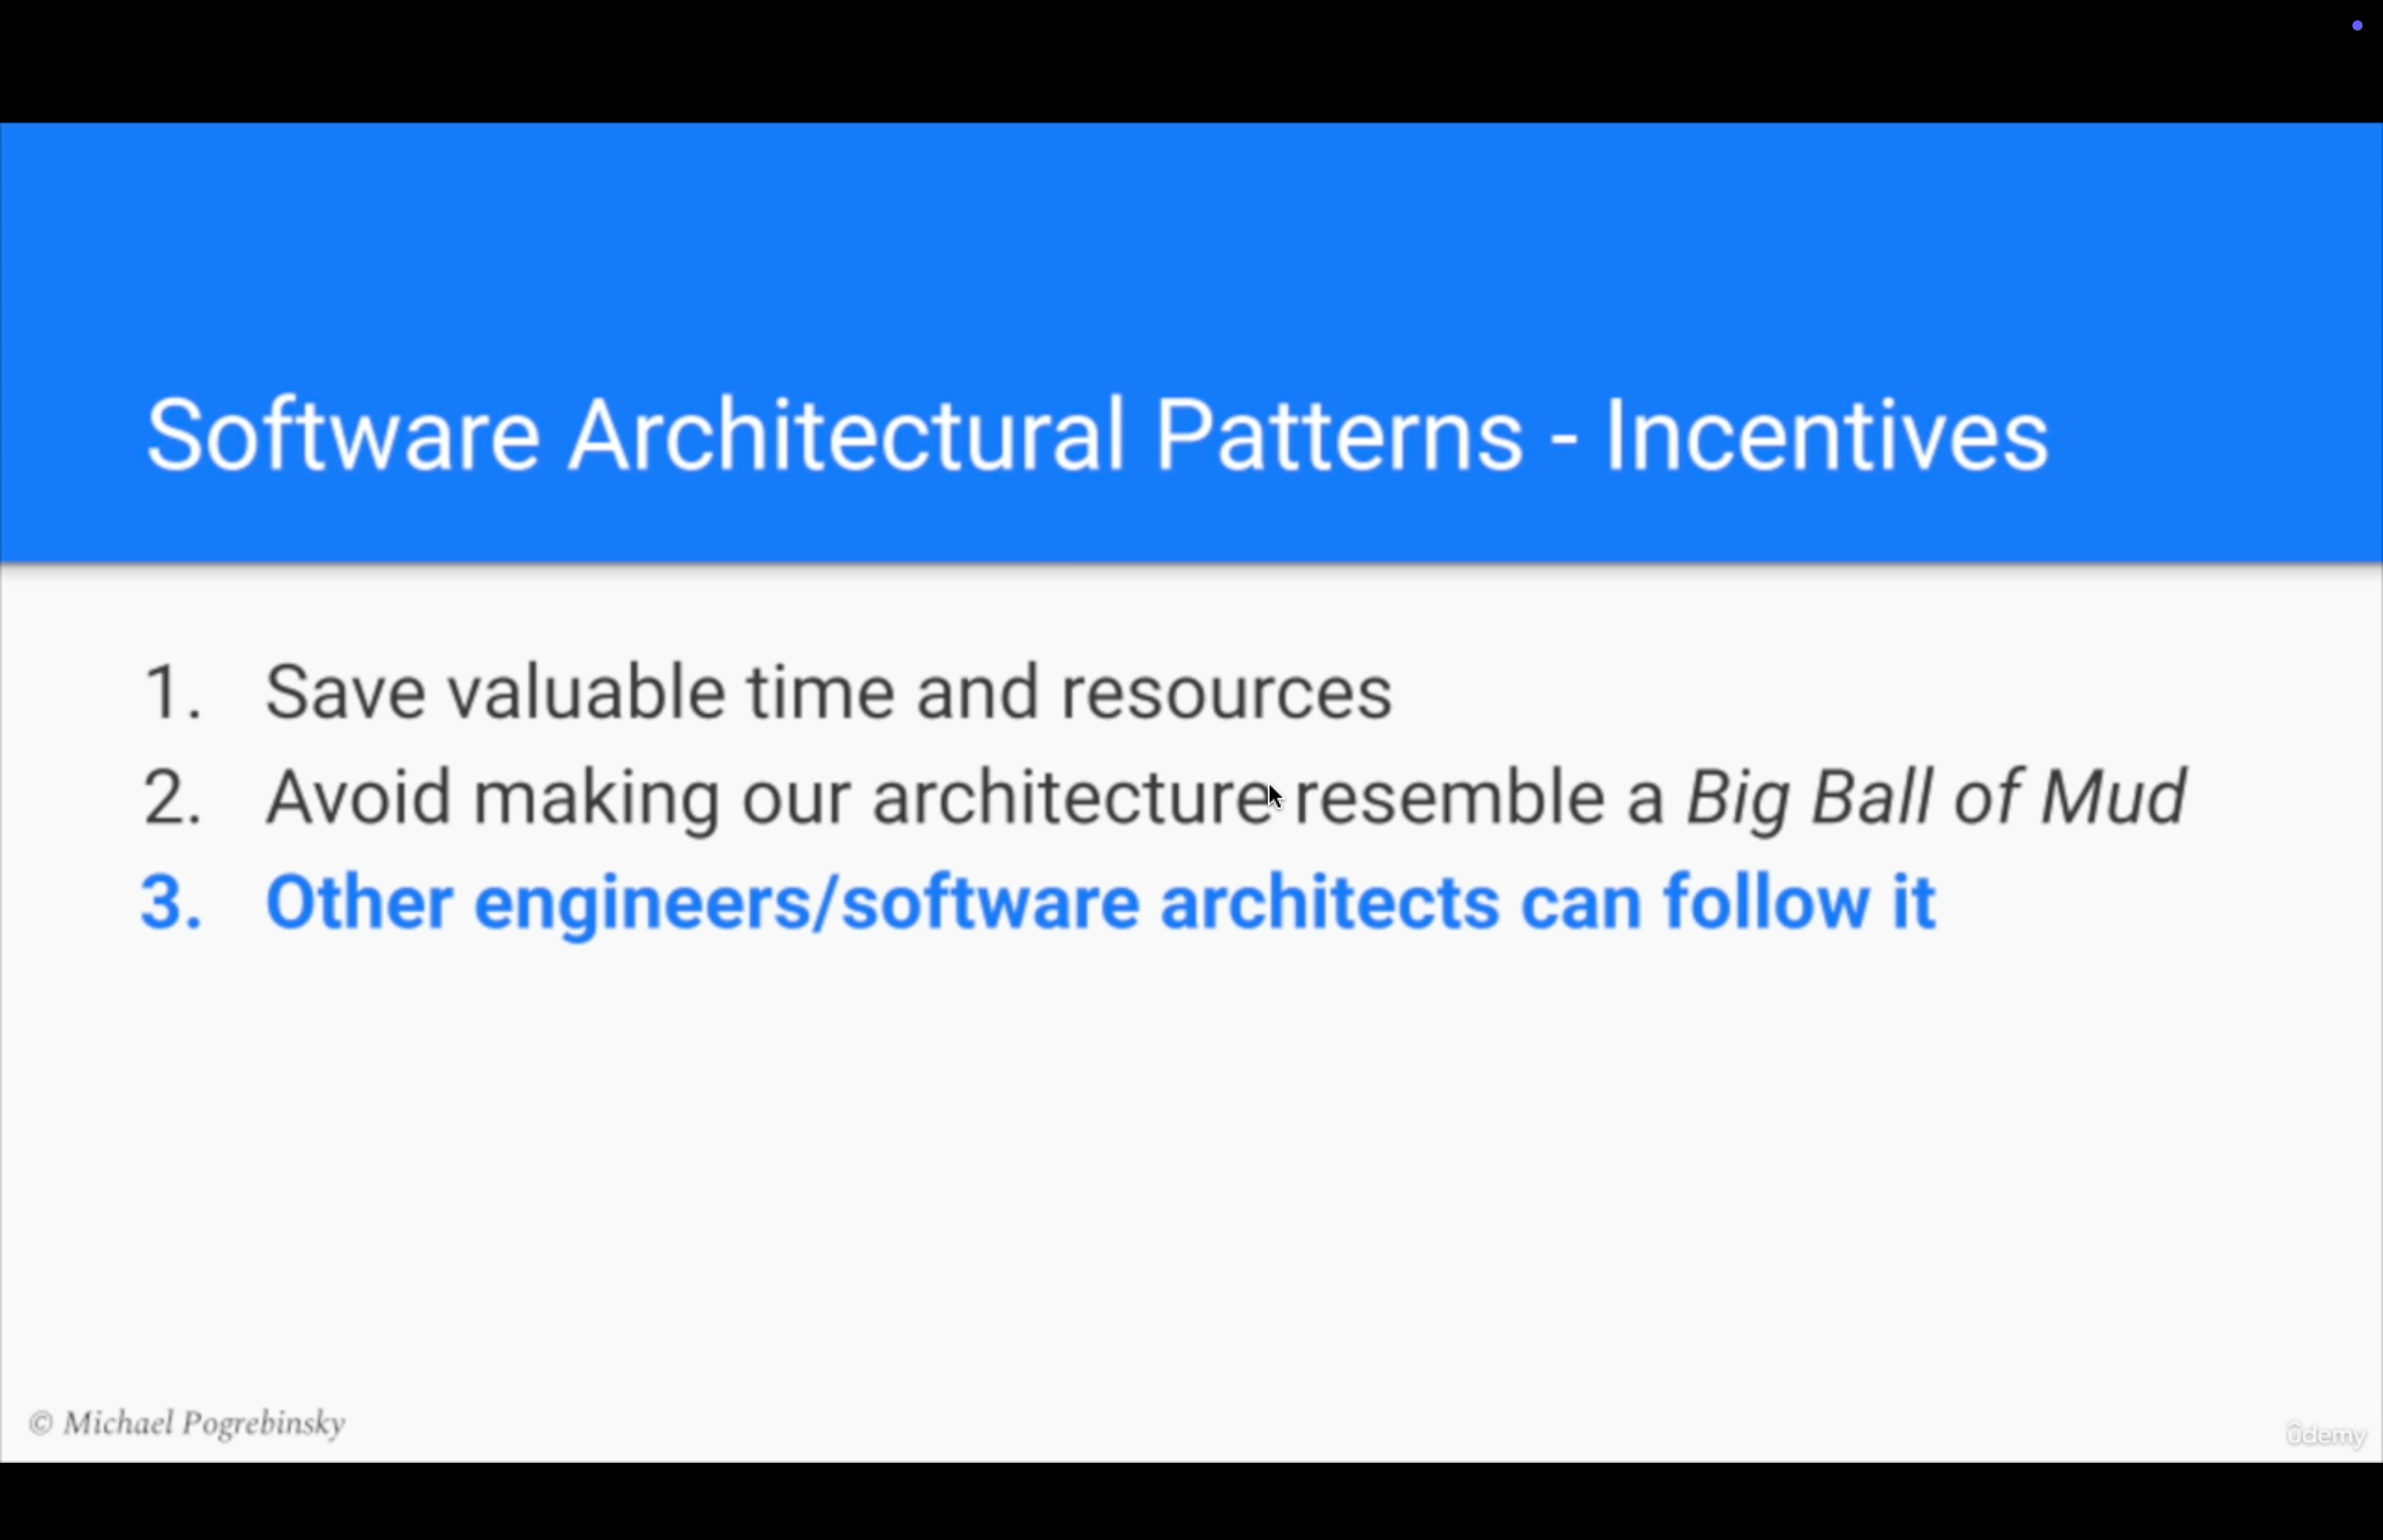 Software Architectural Patterns - Incentives
1. Save valuable time and resources
2. Avoid making our architecture resemble a Big Ball of Mud
3. Other engineers/software architects can follow it
© Michael Pogrebinsky
ûdemy